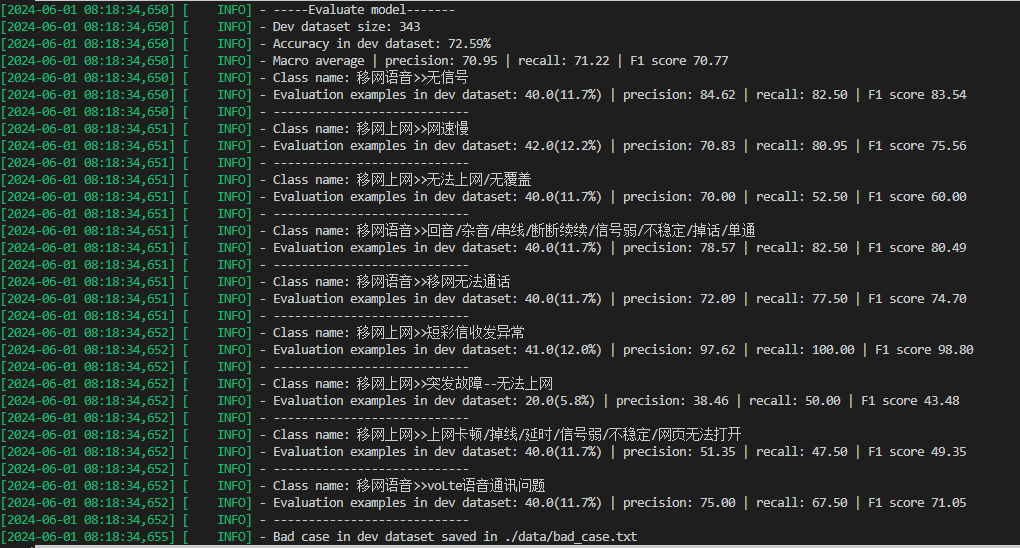 [2024-06-01 08:18:34,650] [    INFO] - -----Evaluate model-------
[2024-06-01 08:18:34,650] [    INFO] - Dev dataset size: 343
[2024-06-01 08:18:34,650] [    INFO] - Accuracy in dev dataset: 72.59%
[2024-06-01 08:18:34,650] [    INFO] - Macro average | precision: 70.95 | recall: 71.22 | F1 score 70.77
[2024-06-01 08:18:34,650] [    INFO] - Class name: 移网语音>>无信号
[2024-06-01 08:18:34,650] [    INFO] - Evaluation examples in dev dataset: 40.0(11.7%) | precision: 84.62 | recall: 82.50 | F1 score 83.54
[2024-06-01 08:18:34,650] [    INFO] - ----------------------------
[2024-06-01 08:18:34,651] [    INFO] - Class name: 移网上网>>网速慢
[2024-06-01 08:18:34,651] [    INFO] - Evaluation examples in dev dataset: 42.0(12.2%) | precision: 70.83 | recall: 80.95 | F1 score 75.56
[2024-06-01 08:18:34,651] [    INFO] - ----------------------------
[2024-06-01 08:18:34,651] [    INFO] - Class name: 移网上网>>无法上网/无覆盖
[2024-06-01 08:18:34,651] [    INFO] - Evaluation examples in dev dataset: 40.0(11.7%) | precision: 70.00 | recall: 52.50 | F1 score 60.00
[2024-06-01 08:18:34,651] [    INFO] - ----------------------------
[2024-06-01 08:18:34,651] [    INFO] - Class name: 移网语音>>回音/杂音/串线/断断续续/信号弱/不稳定/掉话/单通
[2024-06-01 08:18:34,651] [    INFO] - Evaluation examples in dev dataset: 40.0(11.7%) | precision: 78.57 | recall: 82.50 | F1 score 80.49
[2024-06-01 08:18:34,651] [    INFO] - ----------------------------
[2024-06-01 08:18:34,651] [    INFO] - Class name: 移网语音>>移网无法通话
[2024-06-01 08:18:34,651] [    INFO] - Evaluation examples in dev dataset: 40.0(11.7%) | precision: 72.09 | recall: 77.50 | F1 score 74.70
[2024-06-01 08:18:34,651] [    INFO] - ----------------------------
[2024-06-01 08:18:34,652] [    INFO] - Class name: 移网上网>>短彩信收发异常
[2024-06-01 08:18:34,652] [    INFO] - Evaluation examples in dev dataset: 41.0(12.0%) | precision: 97.62 | recall: 100.00 | F1 score 98.80
[2024-06-01 08:18:34,652] [    INFO] - ----------------------------
[2024-06-01 08:18:34,652] [    INFO] - Class name: 移网上网>>突发故障--无法上网
[2024-06-01 08:18:34,652] [    INFO] - Evaluation examples in dev dataset: 20.0(5.8%) | precision: 38.46 | recall: 50.00 | F1 score 43.48
[2024-06-01 08:18:34,652] [    INFO] - ----------------------------
[2024-06-01 08:18:34,652] [    INFO] - Class name: 移网上网>>上网卡顿/掉线/延时/信号弱/不稳定/网页无法打开
[2024-06-01 08:18:34,652] [    INFO] - Evaluation examples in dev dataset: 40.0(11.7%) | precision: 51.35 | recall: 47.50 | F1 score 49.35
[2024-06-01 08:18:34,652] [    INFO] - ----------------------------
[2024-06-01 08:18:34,652] [    INFO] - Class name: 移网语音>>voLte语音通讯问题
[2024-06-01 08:18:34,652] [    INFO] - Evaluation examples in dev dataset: 40.0(11.7%) | precision: 75.00 | recall: 67.50 | F1 score 71.05
[2024-06-01 08:18:34,652] [    INFO] - ----------------------------
[2024-06-01 08:18:34,655] [    INFO] - Bad case in dev dataset saved in ./data/bad_case.txt